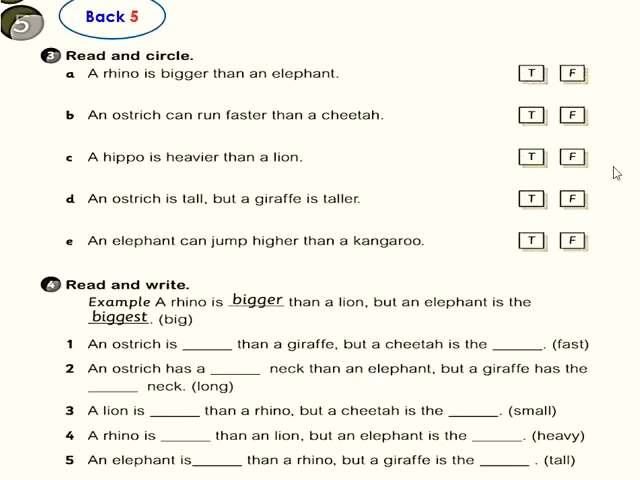 5
Back 5
3 Read and circle.
a A rhino is bigger than an elephant. T F
b An ostrich can run faster than a cheetah. T F
c A hippo is heavier than a lion. T F
d An ostrich is tall, but a giraffe is taller. T F
e An elephant can jump higher than a kangaroo. T F
4 Read and write.
Example A rhino is bigger than a lion, but an elephant is the
biggest. (big)
1 An ostrich is ______ than a giraffe, but a cheetah is the ______. (fast)
2 An ostrich has a ______ neck than an elephant, but a giraffe has the
______ neck. (long)
3 A lion is ______ than a rhino, but a cheetah is the ______. (small)
4 A rhino is ______ than an lion, but an elephant is the ______. (heavy)
5 An elephant is______ than a rhino, but a giraffe is the ______ . (tall)